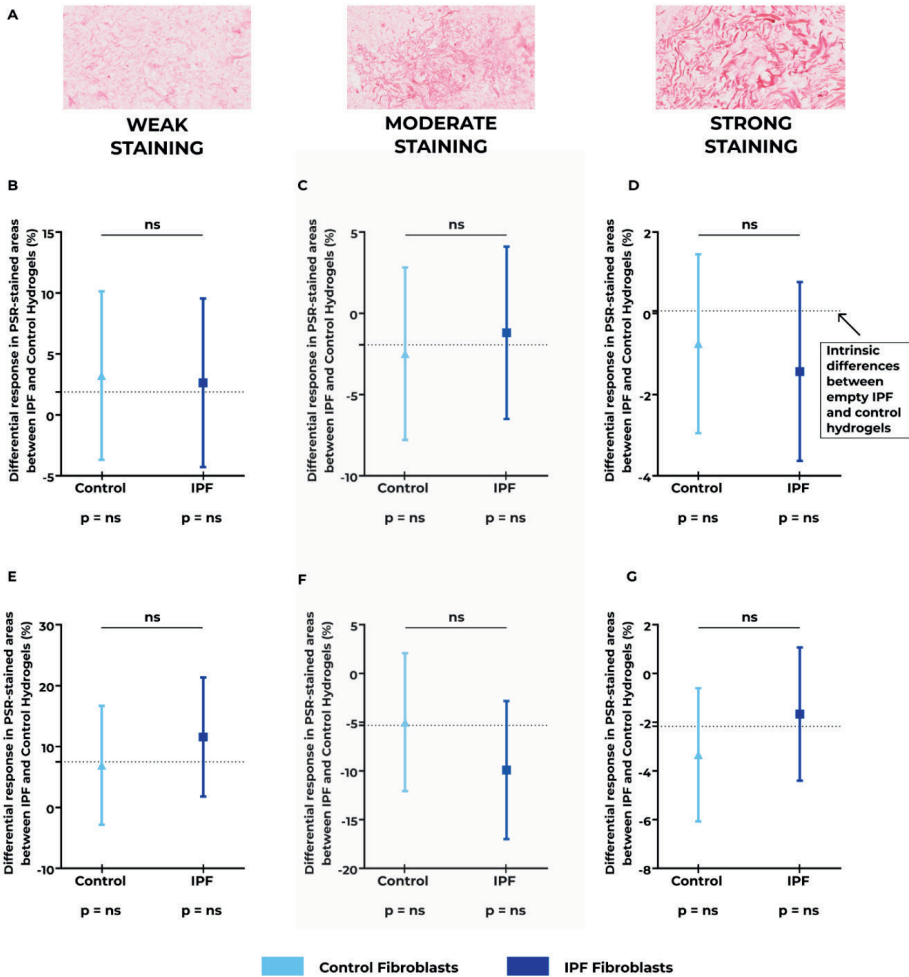 A
WEAK
STAINING
MODERATE
STAINING
STRONG
STAINING
B
Differential response in PSR-stained areas
between IPF and Control Hydrogels (%)
15
10
5
0
-5
ns
Control
IPF
p = ns
p = ns
C
Differential response in PSR-stained areas
between IPF and Control Hydrogels (%)
5
0
-5
-10
ns
Control
IPF
p = ns
p = ns
D
Differential response in PSR-stained areas
between IPF and Control Hydrogels (%)
2
0
-2
-4
ns
Control
IPF
p = ns
p = ns
Intrinsic
differences
between
empty IPF
and control
hydrogels
E
Differential response in PSR-stained areas
between IPF and Control Hydrogels (%)
30
20
10
0
-10
ns
Control
IPF
p = ns
p = ns
F
Differential response in PSR-stained areas
between IPF and Control Hydrogels (%)
5
0
-5
-10
-15
-20
ns
Control
IPF
p = ns
p = ns
G
Differential response in PSR-stained areas
between IPF and Control Hydrogels (%)
2
0
-2
-4
-6
-8
ns
Control
IPF
p = ns
p = ns
Control Fibroblasts
IPF Fibroblasts